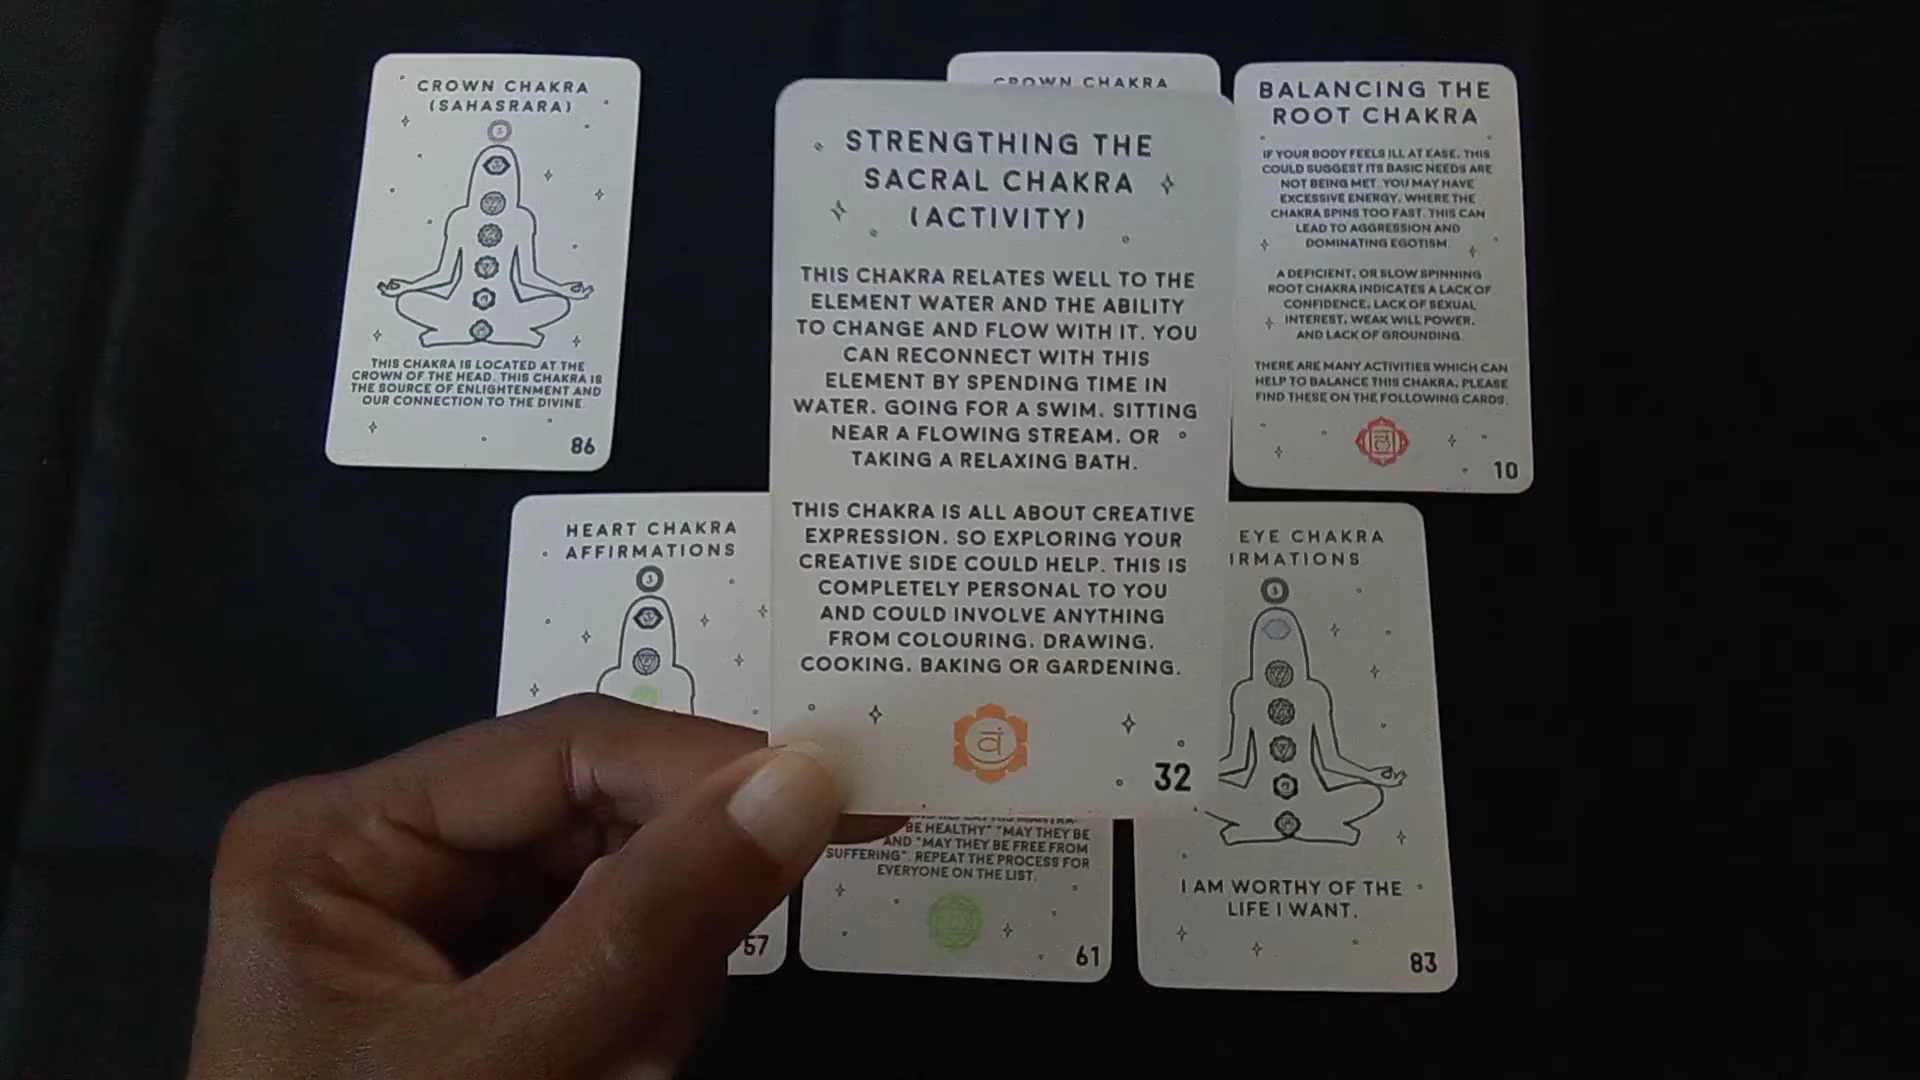 CROWN CHAKRA
(SAHASRARA)
THIS CHAKRA IS LOCATED AT THE
CROWN OF THE HEAD. THIS CHAKRA IS
THE SOURCE OF ENLIGHTENMENT AND
OUR CONNECTION TO THE DIVINE.
86
CROWN CHAKRA
STRENGTHING THE
SACRAL CHAKRA
(ACTIVITY)
THIS CHAKRA RELATES WELL TO THE
ELEMENT WATER AND THE ABILITY
TO CHANGE AND FLOW WITH IT. YOU
CAN RECONNECT WITH THIS
ELEMENT BY SPENDING TIME IN
WATER. GOING FOR A SWIM. SITTING
NEAR A FLOWING STREAM. OR
TAKING A RELAXING BATH.
THIS CHAKRA IS ALL ABOUT CREATIVE
EXPRESSION. SO EXPLORING YOUR
CREATIVE SIDE COULD HELP. THIS IS
COMPLETELY PERSONAL TO YOU
AND COULD INVOLVE ANYTHING
FROM COLOURING. DRAWING.
COOKING. BAKING OR GARDENING.
वं
32
BALANCING THE
ROOT CHAKRA
IF YOUR BODY FEELS ILL AT EASE. THIS
COULD SUGGEST ITS BASIC NEEDS ARE
NOT BEING MET. YOU MAY HAVE
EXCESSIVE ENERGY. WHERE THE
CHAKRA SPINS TOO FAST. THIS CAN
LEAD TO AGGRESSION AND
DOMINATING EGOTISM.
A DEFICIENT. OR SLOW SPINNING
ROOT CHAKRA INDICATES A LACK OF
CONFIDENCE. LACK OF SEXUAL
INTEREST. WEAK WILL POWER.
AND LACK OF GROUNDING.
THERE ARE MANY ACTIVITIES WHICH CAN
HELP TO BALANCE THIS CHAKRA. PLEASE
FIND THESE ON THE FOLLOWING CARDS.
10
HEART CHAKRA
AFFIRMATIONS
57
BE HEALTHY" "MAY THEY BE
AND "MAY THEY BE FREE FROM
SUFFERING". REPEAT THE PROCESS FOR
EVERYONE ON THE LIST.
61
EYE CHAKRA
IRMATIONS
I AM WORTHY OF THE
LIFE I WANT.
83